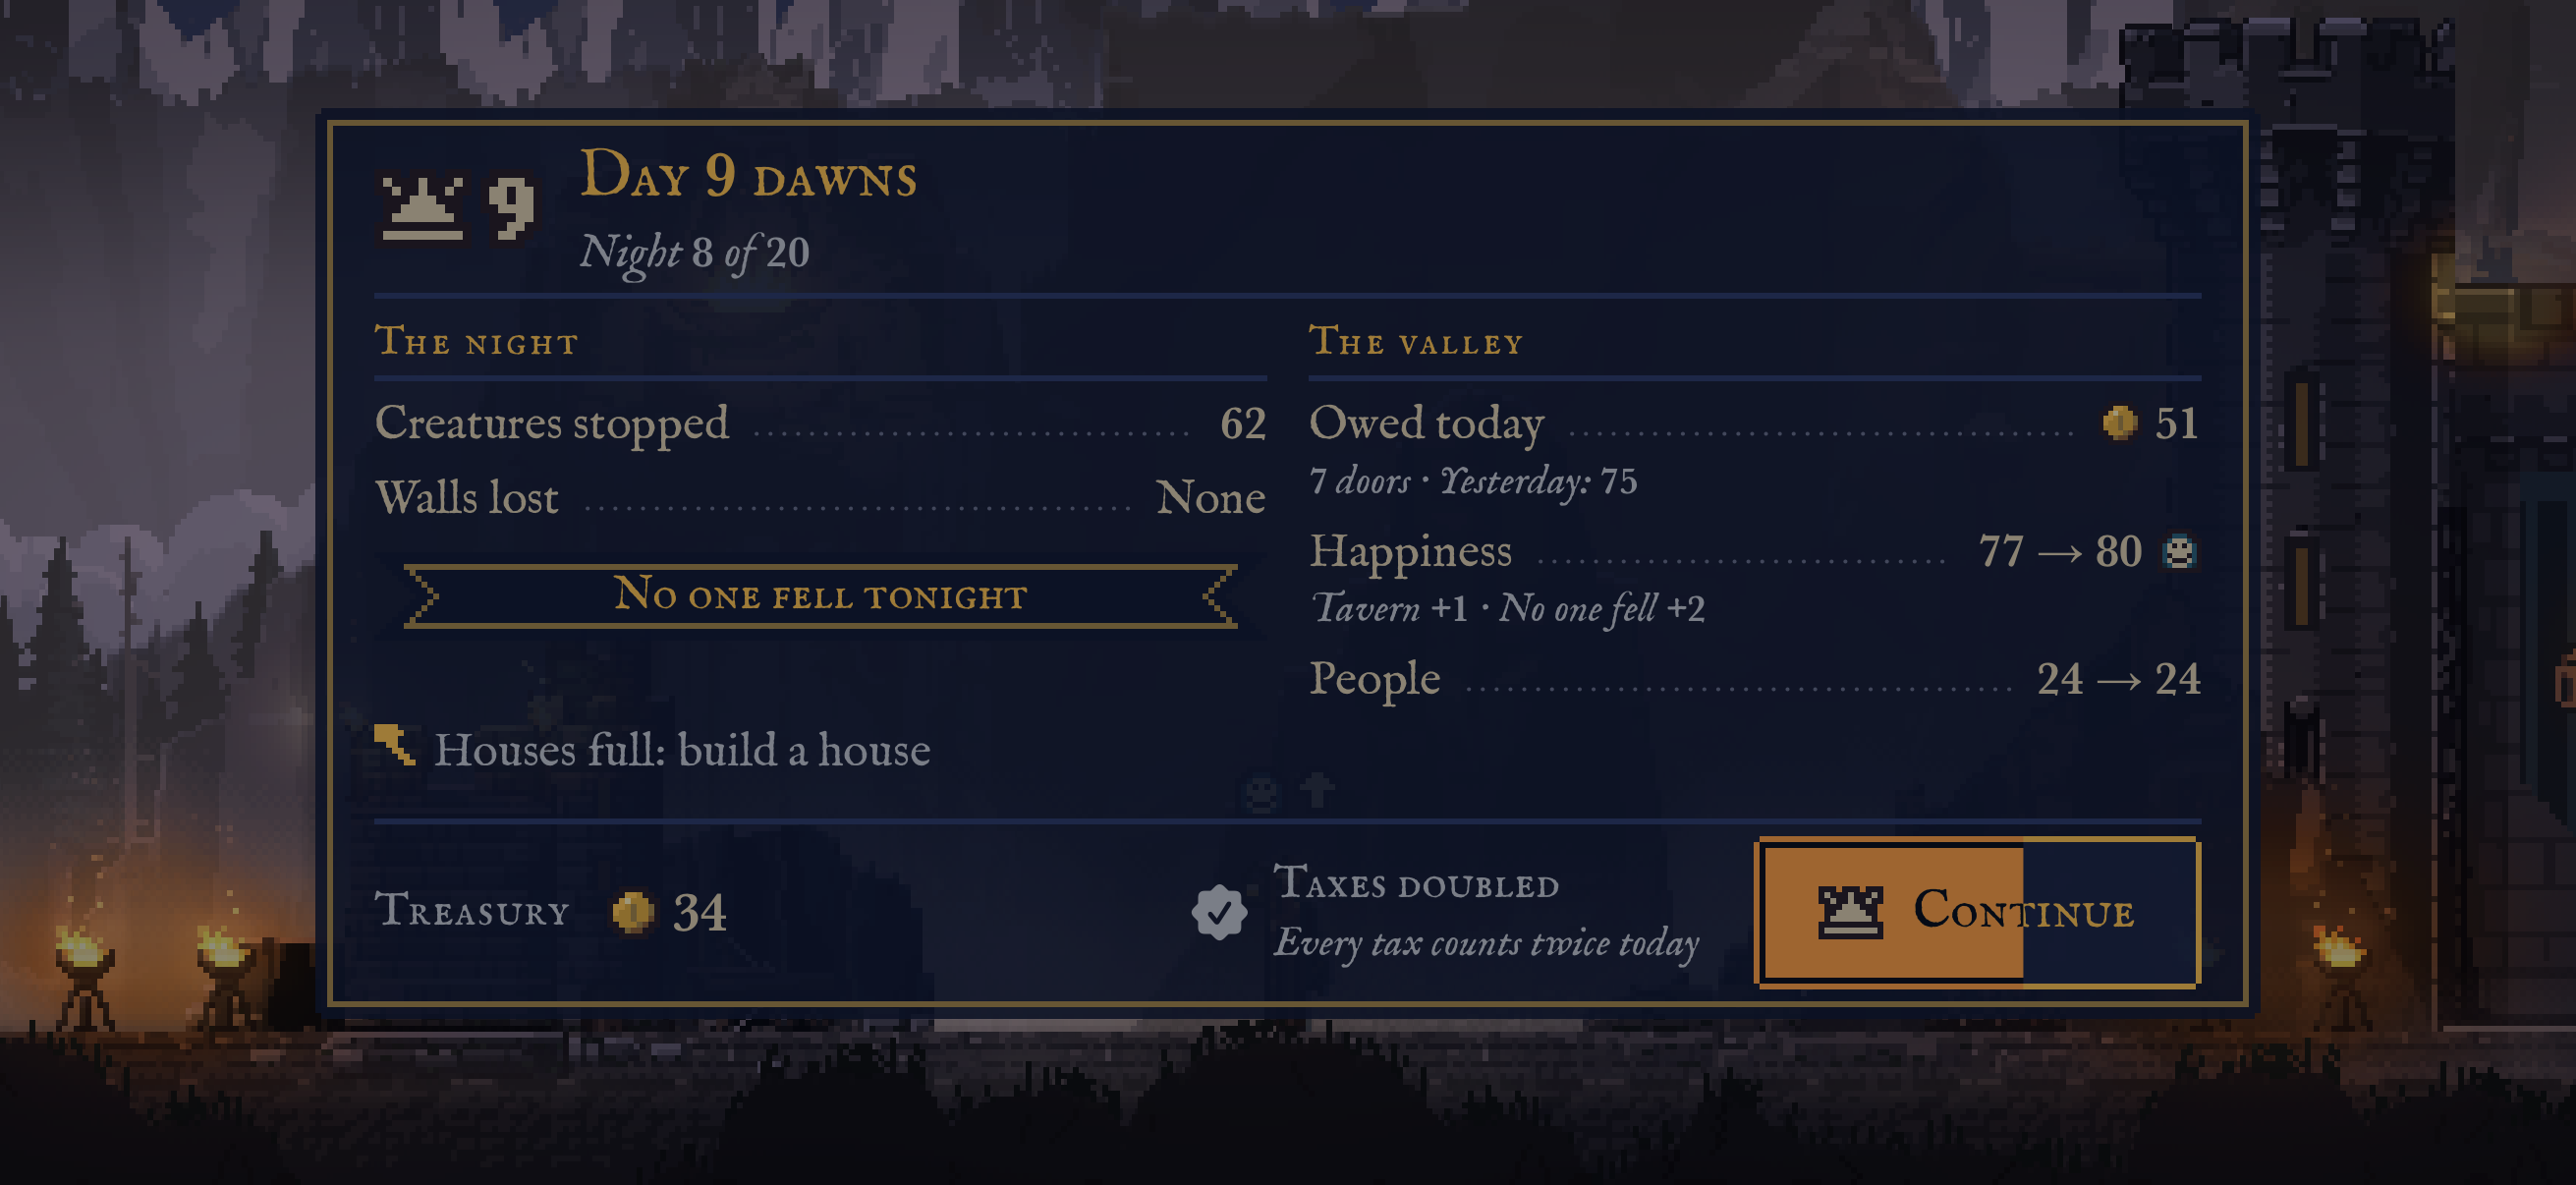 9
Day 9 dawns
Night 8 of 20
The night
Creatures stopped 62
Walls lost None
No one fell tonight
Houses full: build a house
The valley
Owed today 51
7 doors · Yesterday: 75
Happiness 77 → 80
Tavern +1 · No one fell +2
People 24 → 24
Treasury 34
Taxes doubled
Every tax counts twice today
Continue